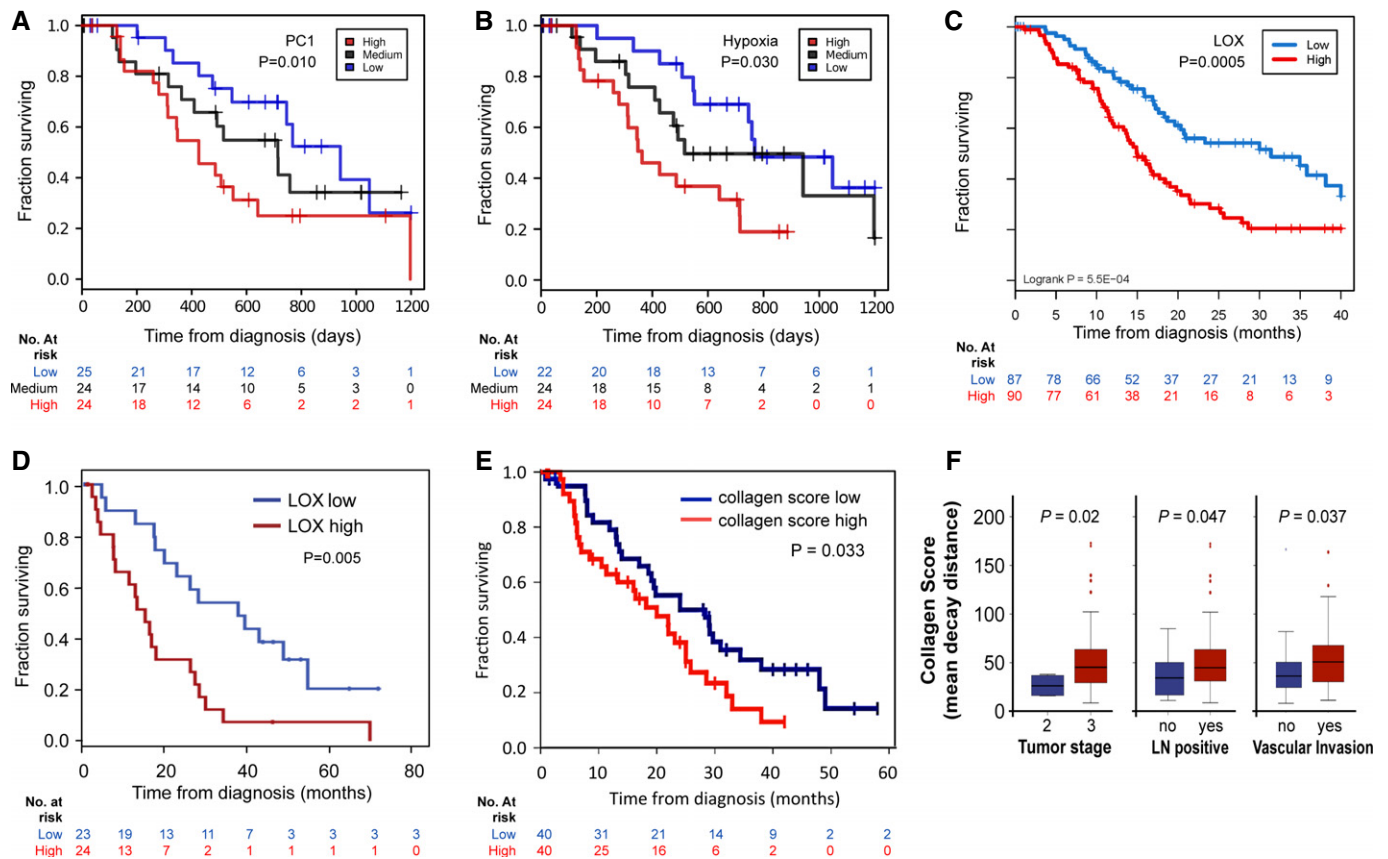 A
PC1
P=0.010
High
Medium
Low
Fraction surviving
1.0
0.8
0.6
0.4
0.2
0.0
0 200 400 600 800 1000 1200
Time from diagnosis (days)
No. At
risk
Low 25 21 17 12 6 3 1
Medium 24 17 14 10 5 3 0
High 24 18 12 6 2 2 1
B
Hypoxia
P=0.030
High
Medium
Low
Fraction surviving
1.0
0.8
0.6
0.4
0.2
0.0
0 200 400 600 800 1000 1200
Time from diagnosis (days)
No. At
risk
Low 22 20 18 13 7 6 1
Medium 24 18 15 8 4 2 1
High 24 18 10 7 2 0 0
C
LOX
P=0.0005
Low
High
Fraction surviving
1.0
0.8
0.6
0.4
0.2
0.0
Logrank P = 5.5E−04
0 5 10 15 20 25 30 35 40
Time from diagnosis (months)
No. At
risk
Low 87 78 66 52 37 27 21 13 9
High 90 77 61 38 21 16 8 6 3
D
LOX low
LOX high
P=0.005
Fraction surviving
1.0
0.8
0.6
0.4
0.2
0.0
0 20 40 60 80
Time from diagnosis (months)
No. at
risk
Low 23 19 13 11 7 3 3 3 3
High 24 13 7 2 1 1 1 1 0
E
collagen score low
collagen score high
P = 0.033
Fraction surviving
1.0
0.8
0.6
0.4
0.2
0.0
0 10 20 30 40 50 60
Time from diagnosis (months)
No. At
risk
Low 40 31 21 14 9 2 2
High 40 25 16 6 2 0 0
F
Collagen Score
(mean decay distance)
200
150
100
50
0
P = 0.02
P = 0.047
P = 0.037
2 3 no yes no yes
Tumor stage LN positive Vascular Invasion